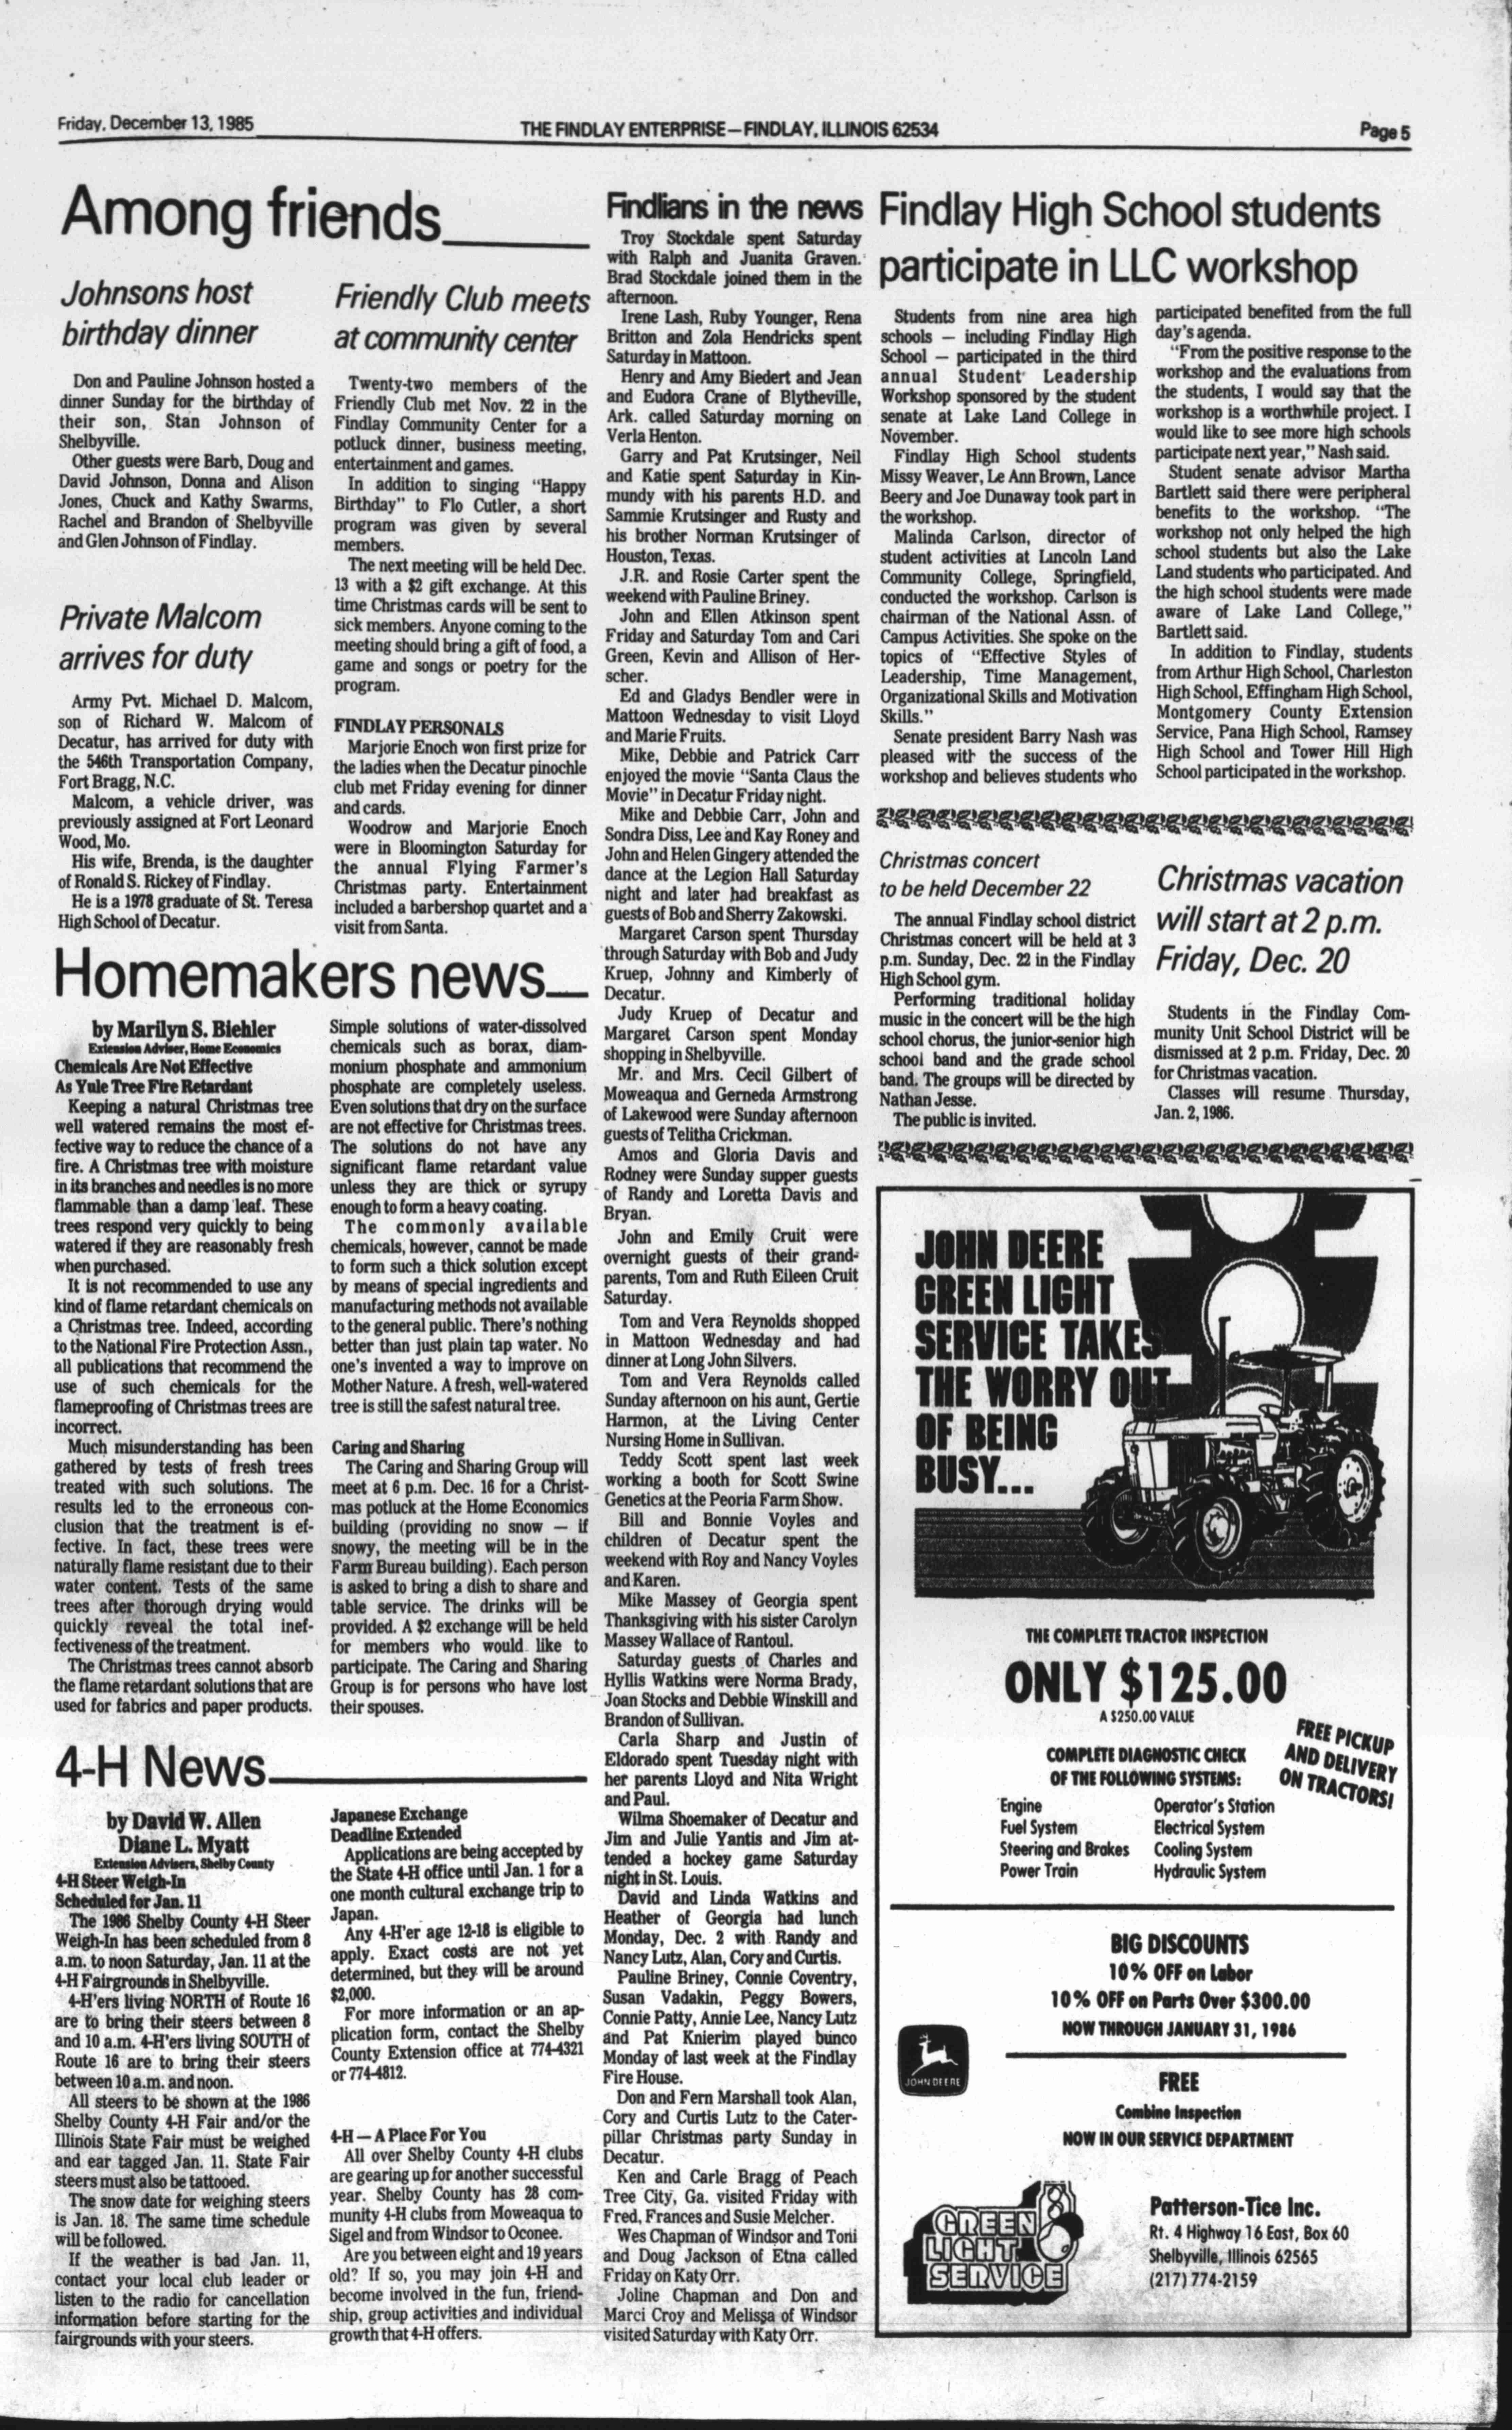 Friday, December 13, 1985
THE FINDLAY ENTERPRISE — FINDLAY, ILLINOIS 62534
Page 5
Among friends
Johnsons host
birthday dinner
Don and Pauline Johnson hosted a
dinner Sunday for the birthday of
their son, Stan Johnson of
Shelbyville.
Other guests were Barb, Doug and
David Johnson, Donna and Alison
Jones, Chuck and Kathy Swarms,
Rachel and Brandon of Shelbyville
and Glen Johnson of Findlay.
Private Malcom
arrives for duty
Army Pvt. Michael D. Malcom,
son of Richard W. Malcom of
Decatur, has arrived for duty with
the 546th Transportation Company,
Fort Bragg, N.C.
Malcom, a vehicle driver, was
previously assigned at Fort Leonard
Wood, Mo.
His wife, Brenda, is the daughter
of Ronald S. Rickey of Findlay.
He is a 1978 graduate of St. Teresa
High School of Decatur.
Friendly Club meets
at community center
Twenty-two members of the
Friendly Club met Nov. 22 in the
Findlay Community Center for a
potluck dinner, business meeting,
entertainment and games.
In addition to singing "Happy
Birthday" to Flo Cutler, a short
program was given by several
members.
The next meeting will be held Dec.
13 with a $2 gift exchange. At this
time Christmas cards will be sent to
sick members. Anyone coming to the
meeting should bring a gift of food, a
game and songs or poetry for the
program.
FINDLAY PERSONALS
Marjorie Enoch won first prize for
the ladies when the Decatur pinochle
club met Friday evening for dinner
and cards.
Woodrow and Marjorie Enoch
were in Bloomington Saturday for
the annual Flying Farmer's
Christmas party. Entertainment
included a barbershop quartet and a
visit from Santa.
Homemakers news
by Marilyn S. Biehler
Extension Adviser, Home Economics
Chemicals Are Not Effective
As Yule Tree Fire Retardant
Keeping a natural Christmas tree
well watered remains the most ef-
fective way to reduce the chance of a
fire. A Christmas tree with moisture
in its branches and needles is no more
flammable than a damp leaf. These
trees respond very quickly to being
watered if they are reasonably fresh
when purchased.
It is not recommended to use any
kind of flame retardant chemicals on
a Christmas tree. Indeed, according
to the National Fire Protection Assn.,
all publications that recommend the
use of such chemicals for the
flameproofing of Christmas trees are
incorrect.
Much misunderstanding has been
gathered by tests of fresh trees
treated with such solutions. The
results led to the erroneous con-
clusion that the treatment is ef-
fective. In fact, these trees were
naturally flame resistant due to their
water content. Tests of the same
trees after thorough drying would
quickly reveal the total inef-
fectiveness of the treatment.
The Christmas trees cannot absorb
the flame retardant solutions that are
used for fabrics and paper products.
Simple solutions of water-dissolved
chemicals such as borax, diam-
monium phosphate and ammonium
phosphate are completely useless.
Even solutions that dry on the surface
are not effective for Christmas trees.
The solutions do not have any
significant flame retardant value
unless they are thick or syrupy
enough to form a heavy coating.
The commonly available
chemicals, however, cannot be made
to form such a thick solution except
by means of special ingredients and
manufacturing methods not available
to the general public. There's nothing
better than just plain tap water. No
one's invented a way to improve on
Mother Nature. A fresh, well-watered
tree is still the safest natural tree.
Caring and Sharing
The Caring and Sharing Group will
meet at 6 p.m. Dec. 16 for a Christ-
mas potluck at the Home Economics
building (providing no snow — if
snowy, the meeting will be in the
Farm Bureau building). Each person
is asked to bring a dish to share and
table service. The drinks will be
provided. A $2 exchange will be held
for members who would like to
participate. The Caring and Sharing
Group is for persons who have lost
their spouses.
4-H News
by David W. Allen
Diane L. Myatt
Extension Advisers, Shelby County
4-H Steer Weigh-In
Scheduled for Jan. 11
The 1986 Shelby County 4-H Steer
Weigh-In has been scheduled from 8
a.m. to noon Saturday, Jan. 11 at the
4-H Fairgrounds in Shelbyville.
4-H'ers living NORTH of Route 16
are to bring their steers between 8
and 10 a.m. 4-H'ers living SOUTH of
Route 16 are to bring their steers
between 10 a.m. and noon.
All steers to be shown at the 1986
Shelby County 4-H Fair and/or the
Illinois State Fair must be weighed
and ear tagged Jan. 11. State Fair
steers must also be tattooed.
The snow date for weighing steers
is Jan. 18. The same time schedule
will be followed.
If the weather is bad Jan. 11,
contact your local club leader or
listen to the radio for cancellation
information before starting for the
fairgrounds with your steers.
Japanese Exchange
Deadline Extended
Applications are being accepted by
the State 4-H office until Jan. 1 for a
one month cultural exchange trip to
Japan.
Any 4-H'er age 12-18 is eligible to
apply. Exact costs are not yet
determined, but they will be around
$2,000.
For more information or an ap-
plication form, contact the Shelby
County Extension office at 774-4321
or 774-4812.
4-H — A Place For You
All over Shelby County 4-H clubs
are gearing up for another successful
year. Shelby County has 28 com-
munity 4-H clubs from Moweaqua to
Sigel and from Windsor to Oconee.
Are you between eight and 19 years
old? If so, you may join 4-H and
become involved in the fun, friend-
ship, group activities and individual
growth that 4-H offers.
Findlians in the news
Troy Stockdale spent Saturday
with Ralph and Juanita Graven.
Brad Stockdale joined them in the
afternoon.
Irene Lash, Ruby Younger, Rena
Britton and Zola Hendricks spent
Saturday in Mattoon.
Henry and Amy Biedert and Jean
and Eudora Crane of Blytheville,
Ark. called Saturday morning on
Verla Henton.
Garry and Pat Krutsinger, Neil
and Katie spent Saturday in Kin-
mundy with his parents H.D. and
Sammie Krutsinger and Rusty and
his brother Norman Krutsinger of
Houston, Texas.
J.R. and Rosie Carter spent the
weekend with Pauline Briney.
John and Ellen Atkinson spent
Friday and Saturday Tom and Cari
Green, Kevin and Allison of Her-
scher.
Ed and Gladys Bendler were in
Mattoon Wednesday to visit Lloyd
and Marie Fruits.
Mike, Debbie and Patrick Carr
enjoyed the movie "Santa Claus the
Movie" in Decatur Friday night.
Mike and Debbie Carr, John and
Sondra Diss, Lee and Kay Roney and
John and Helen Gingery attended the
dance at the Legion Hall Saturday
night and later had breakfast as
guests of Bob and Sherry Zakowski.
Margaret Carson spent Thursday
through Saturday with Bob and Judy
Kruep, Johnny and Kimberly of
Decatur.
Judy Kruep of Decatur and
Margaret Carson spent Monday
shopping in Shelbyville.
Mr. and Mrs. Cecil Gilbert of
Moweaqua and Gerneda Armstrong
of Lakewood were Sunday afternoon
guests of Telitha Crickman.
Amos and Gloria Davis and
Rodney were Sunday supper guests
of Randy and Loretta Davis and
Bryan.
John and Emily Cruit were
overnight guests of their grand-
parents, Tom and Ruth Eileen Cruit
Saturday.
Tom and Vera Reynolds shopped
in Mattoon Wednesday and had
dinner at Long John Silvers.
Tom and Vera Reynolds called
Sunday afternoon on his aunt, Gertie
Harmon, at the Living Center
Nursing Home in Sullivan.
Teddy Scott spent last week
working a booth for Scott Swine
Genetics at the Peoria Farm Show.
Bill and Bonnie Voyles and
children of Decatur spent the
weekend with Roy and Nancy Voyles
and Karen.
Mike Massey of Georgia spent
Thanksgiving with his sister Carolyn
Massey Wallace of Rantoul.
Saturday guests of Charles and
Hyllis Watkins were Norma Brady,
Joan Stocks and Debbie Winskill and
Brandon of Sullivan.
Carla Sharp and Justin of
Eldorado spent Tuesday night with
her parents Lloyd and Nita Wright
and Paul.
Wilma Shoemaker of Decatur and
Jim and Julie Yantis and Jim at-
tended a hockey game Saturday
night in St. Louis.
David and Linda Watkins and
Heather of Georgia had lunch
Monday, Dec. 2 with Randy and
Nancy Lutz, Alan, Cory and Curtis.
Pauline Briney, Connie Coventry,
Susan Vadakin, Peggy Bowers,
Connie Patty, Annie Lee, Nancy Lutz
and Pat Knierim played bunco
Monday of last week at the Findlay
Fire House.
Don and Fern Marshall took Alan,
Cory and Curtis Lutz to the Cater-
pillar Christmas party Sunday in
Decatur.
Ken and Carle Bragg of Peach
Tree City, Ga. visited Friday with
Fred, Frances and Susie Melcher.
Wes Chapman of Windsor and Torii
and Doug Jackson of Etna called
Friday on Katy Orr.
Joline Chapman and Don and
Marci Croy and Melissa of Windsor
visited Saturday with Katy Orr.
Findlay High School students
participate in LLC workshop
Students from nine area high
schools — including Findlay High
School — participated in the third
annual Student Leadership
Workshop sponsored by the student
senate at Lake Land College in
November.
Findlay High School students
Missy Weaver, Le Ann Brown, Lance
Beery and Joe Dunaway took part in
the workshop.
Malinda Carlson, director of
student activities at Lncoln Land
Community College, Springfield,
conducted the workshop. Carlson is
chairman of the National Assn. of
Campus Activities. She spoke on the
topics of "Effective Styles of
Leadership, Time Management,
Organizational Skills and Motivation
Skills."
Senate president Barry Nash was
pleased with the success of the
workshop and believes students who
participated benefited from the full
day's agenda.
"From the positive response to the
workshop and the evaluations from
the students, I would say that the
workshop is a worthwhile project. I
would like to see more high schools
participate next year," Nash said.
Student senate advisor Martha
Bartlett said there were peripheral
benefits to the workshop. "The
workshop not only helped the high
school students but also the Lake
Land students who participated. And
the high school students were made
aware of Lake Land College,"
Bartlett said.
In addition to Findlay, students
from Arthur High School, Charleston
High School, Effingham High School,
Montgomery County Extension
Service, Pana High School, Ramsey
High School and Tower Hill High
School participated in the workshop.
Christmas concert
to be held December 22
The annual Findlay school district
Christmas concert will be held at 3
p.m. Sunday, Dec. 22 in the Findlay
High School gym.
Performing traditional holiday
music in the concert will be the high
school chorus, the junior-senior high
school band and the grade school
band. The groups will be directed by
Nathan Jesse.
The public is invited.
Christmas vacation
will start at 2 p.m.
Friday, Dec. 20
Students in the Findlay Com-
munity Unit School District will be
dismissed at 2 p.m. Friday, Dec. 20
for Christmas vacation.
Classes will resume Thursday,
Jan. 2, 1986.
JOHN DEERE
GREEN LIGHT
SERVICE TAKES
THE WORRY OUT
OF BEING
BUSY...
THE COMPLETE TRACTOR INSPECTION
ONLY $125.00
A $250.00 VALUE
FREE PICKUP
AND DELIVERY
ON TRACTORS!
COMPLETE DIAGNOSTIC CHECK
OF THE FOLLOWING SYSTEMS:
Engine
Fuel System
Steering and Brakes
Power Train
Operator's Station
Electrical System
Cooling System
Hydraulic System
BIG DISCOUNTS
10% OFF on Labor
10% OFF on Parts Over $300.00
NOW THROUGH JANUARY 31, 1986
JOHN DEERE
FREE
Combine Inspection
NOW IN OUR SERVICE DEPARTMENT
GREEN
LIGHT
SERVICE
Patterson-Tice Inc.
Rt. 4 Highway 16 East, Box 60
Shelbyville, Illinois 62565
(217) 774-2159